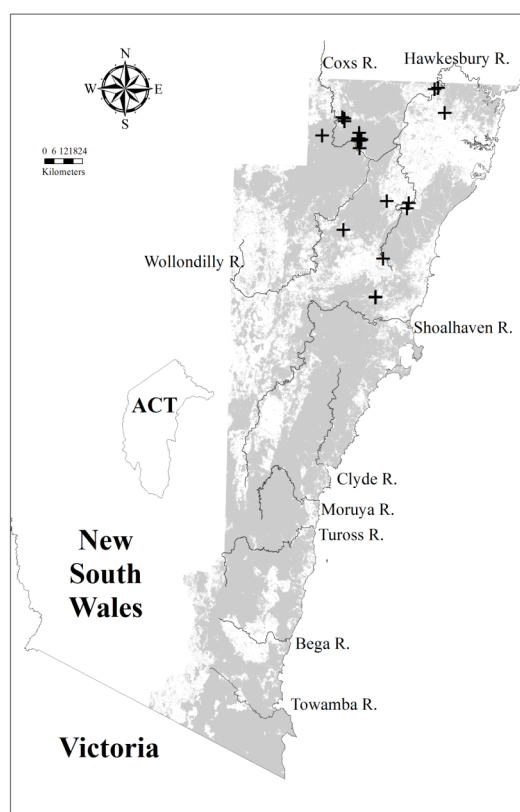 Coxs R.
Hawkesbury R.
N
W E
S
0 6 121824
Kilometers
Wollondilly R.
Shoalhaven R.
ACT
Clyde R.
Moruya R.
Tuross R.
New
South
Wales
Bega R.
Towamba R.
Victoria